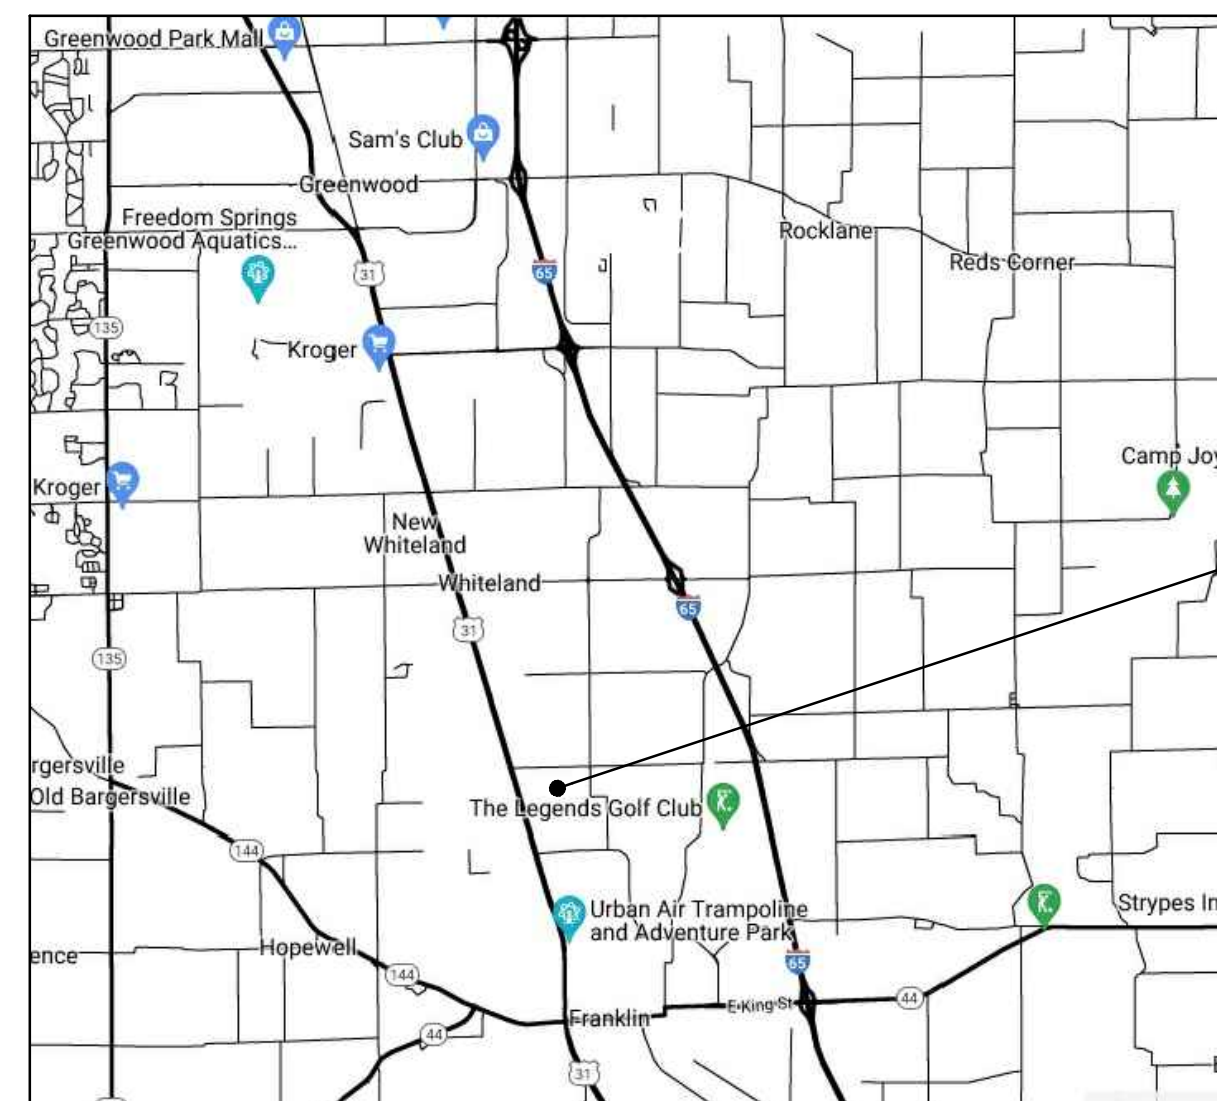 Greenwood Park Mall
Sam's Club
Greenwood
Freedom Springs
Greenwood Aquatics...
Rocklane
Reds Corner
31
65
135
Kroger
Camp Joy
Kroger
New
Whiteland
Whiteland
65
31
135
rgersville
Old Bargersville
The Legends Golf Club
144
Urban Air Trampoline
and Adventure Park
Strypes In
Hopewell
ence
65
144
44
E King St
Franklin
44
31